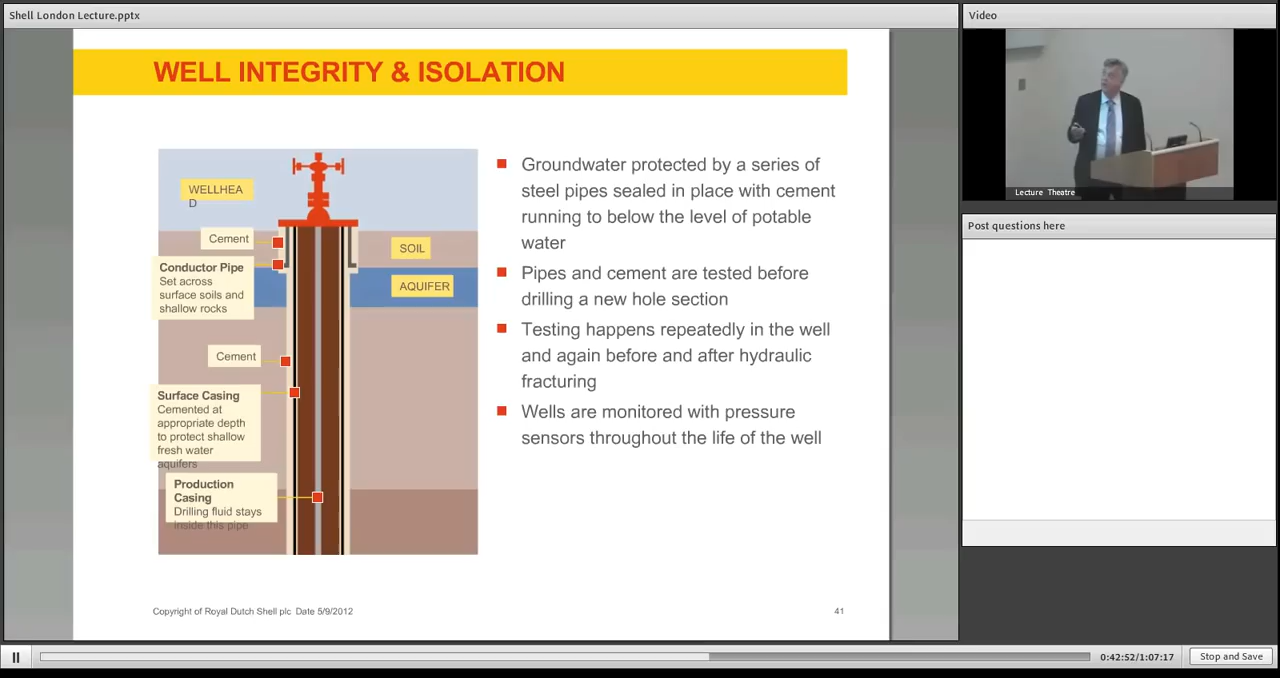 Shell London Lecture.pptx
WELL INTEGRITY & ISOLATION
WELLHEA
D
Cement
Conductor Pipe
Set across
surface soils and
shallow rocks
Cement
Surface Casing
Cemented at
appropriate depth
to protect shallow
fresh water
aquifers
Production
Casing
Drilling fluid stays
inside this pipe
SOIL
AQUIFER
Groundwater protected by a series of
steel pipes sealed in place with cement
running to below the level of potable
water
Pipes and cement are tested before
drilling a new hole section
Testing happens repeatedly in the well
and again before and after hydraulic
fracturing
Wells are monitored with pressure
sensors throughout the life of the well
Copyright of Royal Dutch Shell plc Date 5/9/2012
41
Video
Lecture Theatre
Post questions here
0:42:52/1:07:17
Stop and Save